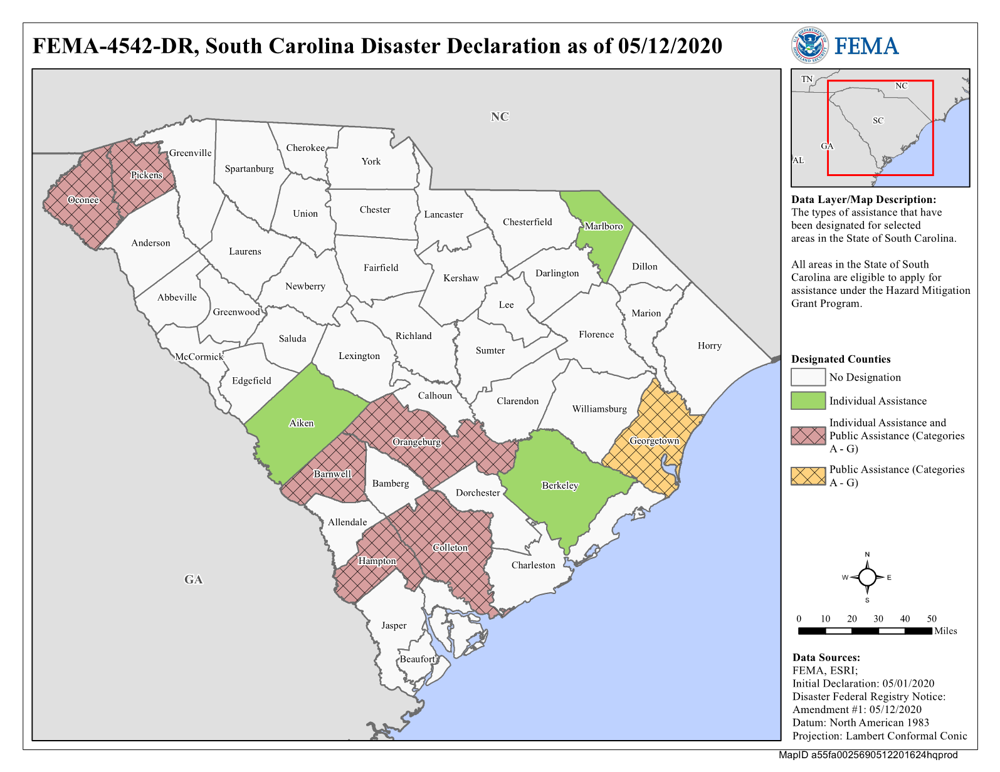 FEMA-4542-DR, South Carolina Disaster Declaration as of 05/12/2020
U.S. DEPARTMENT OF HOMELAND SECURITY
FEMA
NC
GA
Greenville
Cherokee
York
Spartanburg
Pickens
Oconee
Union
Chester
Lancaster
Chesterfield
Marlboro
Anderson
Laurens
Fairfield
Kershaw
Darlington
Dillon
Abbeville
Greenwood
Newberry
Lee
Marion
Saluda
Richland
Florence
Horry
McCormick
Lexington
Sumter
Edgefield
Calhoun
Clarendon
Williamsburg
Aiken
Orangeburg
Georgetown
Barnwell
Bamberg
Dorchester
Berkeley
Allendale
Colleton
Hampton
Charleston
Jasper
Beaufort
TN
NC
SC
GA
AL
Data Layer/Map Description:
The types of assistance that have
been designated for selected
areas in the State of South Carolina.
All areas in the State of South
Carolina are eligible to apply for
assistance under the Hazard Mitigation
Grant Program.
Designated Counties
No Designation
Individual Assistance
Individual Assistance and
Public Assistance (Categories
A - G)
Public Assistance (Categories
A - G)
N
W E
S
0 10 20 30 40 50
Miles
Data Sources:
FEMA, ESRI;
Initial Declaration: 05/01/2020
Disaster Federal Registry Notice:
Amendment #1: 05/12/2020
Datum: North American 1983
Projection: Lambert Conformal Conic
MapID a55fa0025690512201624hqprod